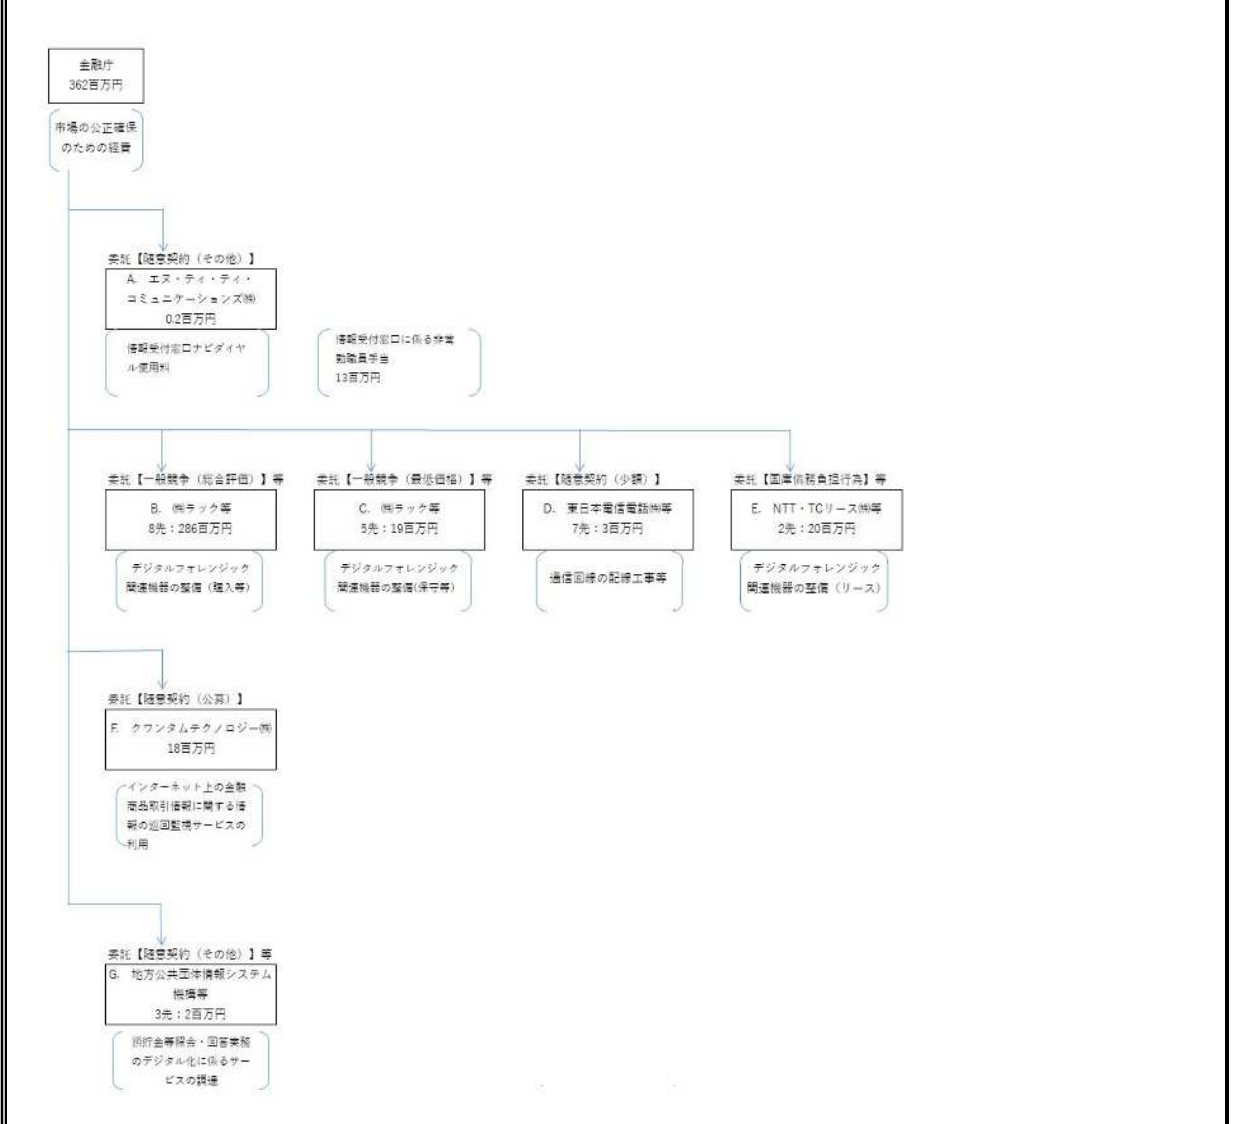 金融庁
362百万円
市場の公正確保
のための経費
委託【随意契約（その他）】
A. エヌ・ティ・ティ・
コミュニケーションズ㈱
0.2百万円
情報受付窓口ナビダイヤ
ル使用料
情報受付窓口に係る非常
勤職員手当
13百万円
委託【一般競争（総合評価）】等
B. ㈱ラック等
8先：286百万円
デジタルフォレンジック
関連機器の整備（購入等）
委託【一般競争（最低価格）】等
C. ㈱ラック等
5先：19百万円
デジタルフォレンジック
関連機器の整備(保守等)
委託【随意契約（少額）】
D. 東日本電信電話㈱等
7先：3百万円
通信回線の配線工事等
委託【国庫債務負担行為】等
E. NTT・TCリース㈱等
2先：20百万円
デジタルフォレンジック
関連機器の整備（リース）
委託【随意契約（公募）】
F. クワンタムテクノロジー㈱
18百万円
インターネット上の金融
商品取引情報に関する情
報の巡回監視サービスの
利用
委託【随意契約（その他）】等
G. 地方公共団体情報システム
機構等
3先：2百万円
預貯金等照会・回答業務
のデジタル化に係るサー
ビスの調達